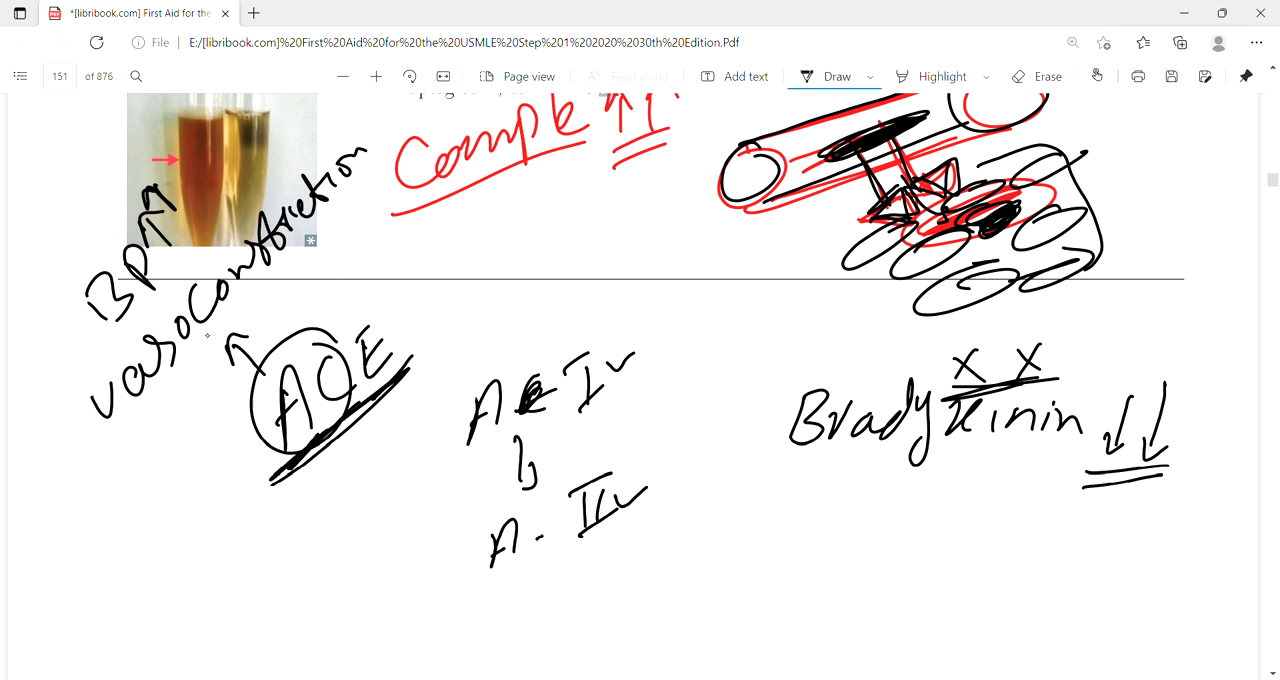 *[libribook.com] First Aid for the
File E:/[libribook.com]%20First%20Aid%20for%20the%20USMLE%20Step%201%202020%2030th%20Edition.Pdf
151 of 876 Page view Read aloud Add text Draw Highlight Erase
Comple ↑↑
BP ↑↑
vasoconstriction
ACE
A I
A - II
x x
Bradykinin ↓↓